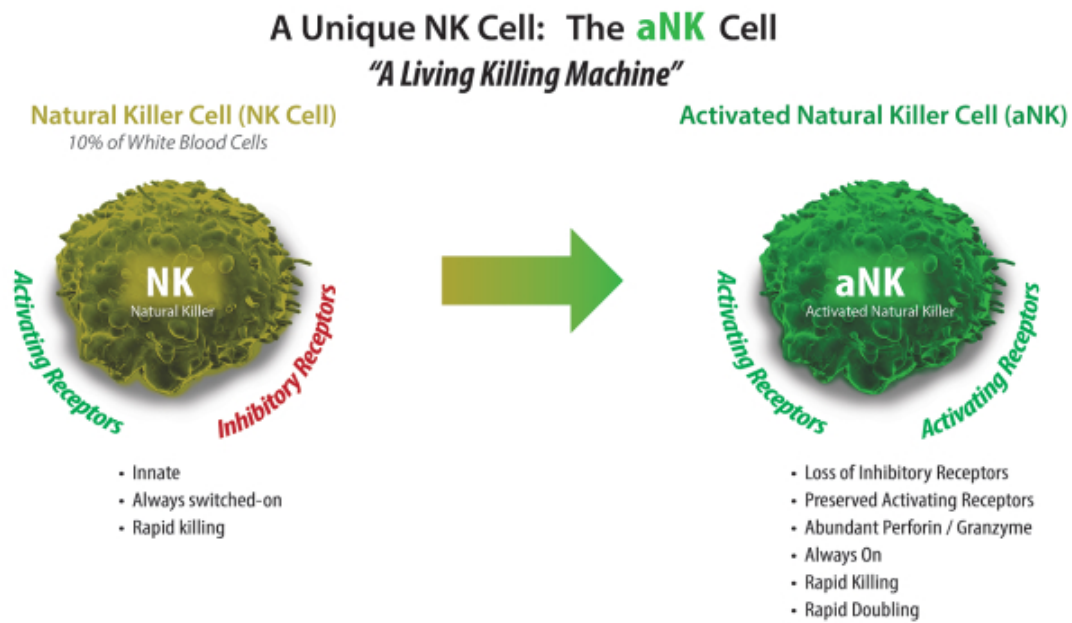 A Unique NK Cell: The aNK Cell
“A Living Killing Machine”
Natural Killer Cell (NK Cell)
10% of White Blood Cells
NK
Natural Killer
Activating Receptors
Inhibitory Receptors
• Innate
• Always switched-on
• Rapid killing
Activated Natural Killer Cell (aNK)
aNK
Activated Natural Killer
Activating Receptors
Activating Receptors
• Loss of Inhibitory Receptors
• Preserved Activating Receptors
• Abundant Perforin / Granzyme
• Always On
• Rapid Killing
• Rapid Doubling